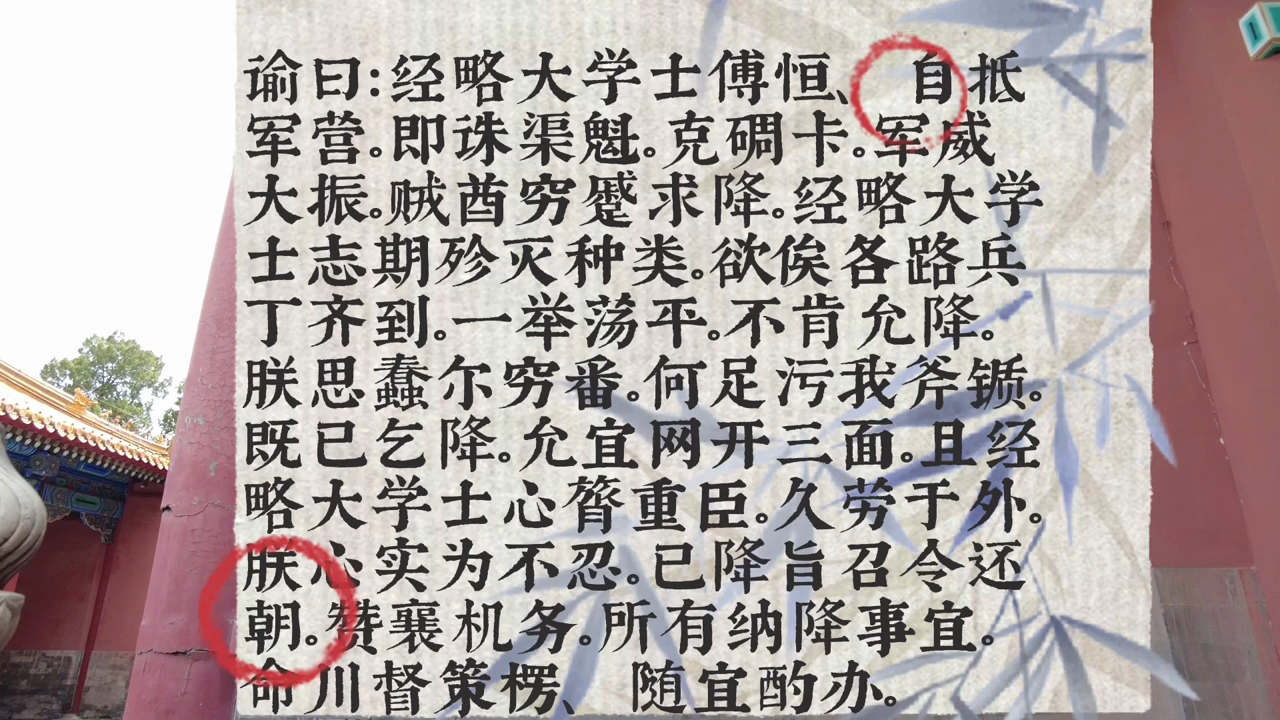 谕曰:经略大学士傅恒、 自抵
军营。即诛渠魁。克碉卡。军威
大振。贼酋穷蹙求降。经略大学
士志期殄灭种类。欲俟各路兵
丁齐到。一举荡平。不肯允降。
朕思蠢尔穷番。何足污我斧锧。
既已乞降。允宜网开三面。且经
略大学士心膂重臣。久劳于外。
朕心实为不忍。已降旨召令还
朝。赞襄机务。所有纳降事宜。
命川督策楞、 随宜酌办。